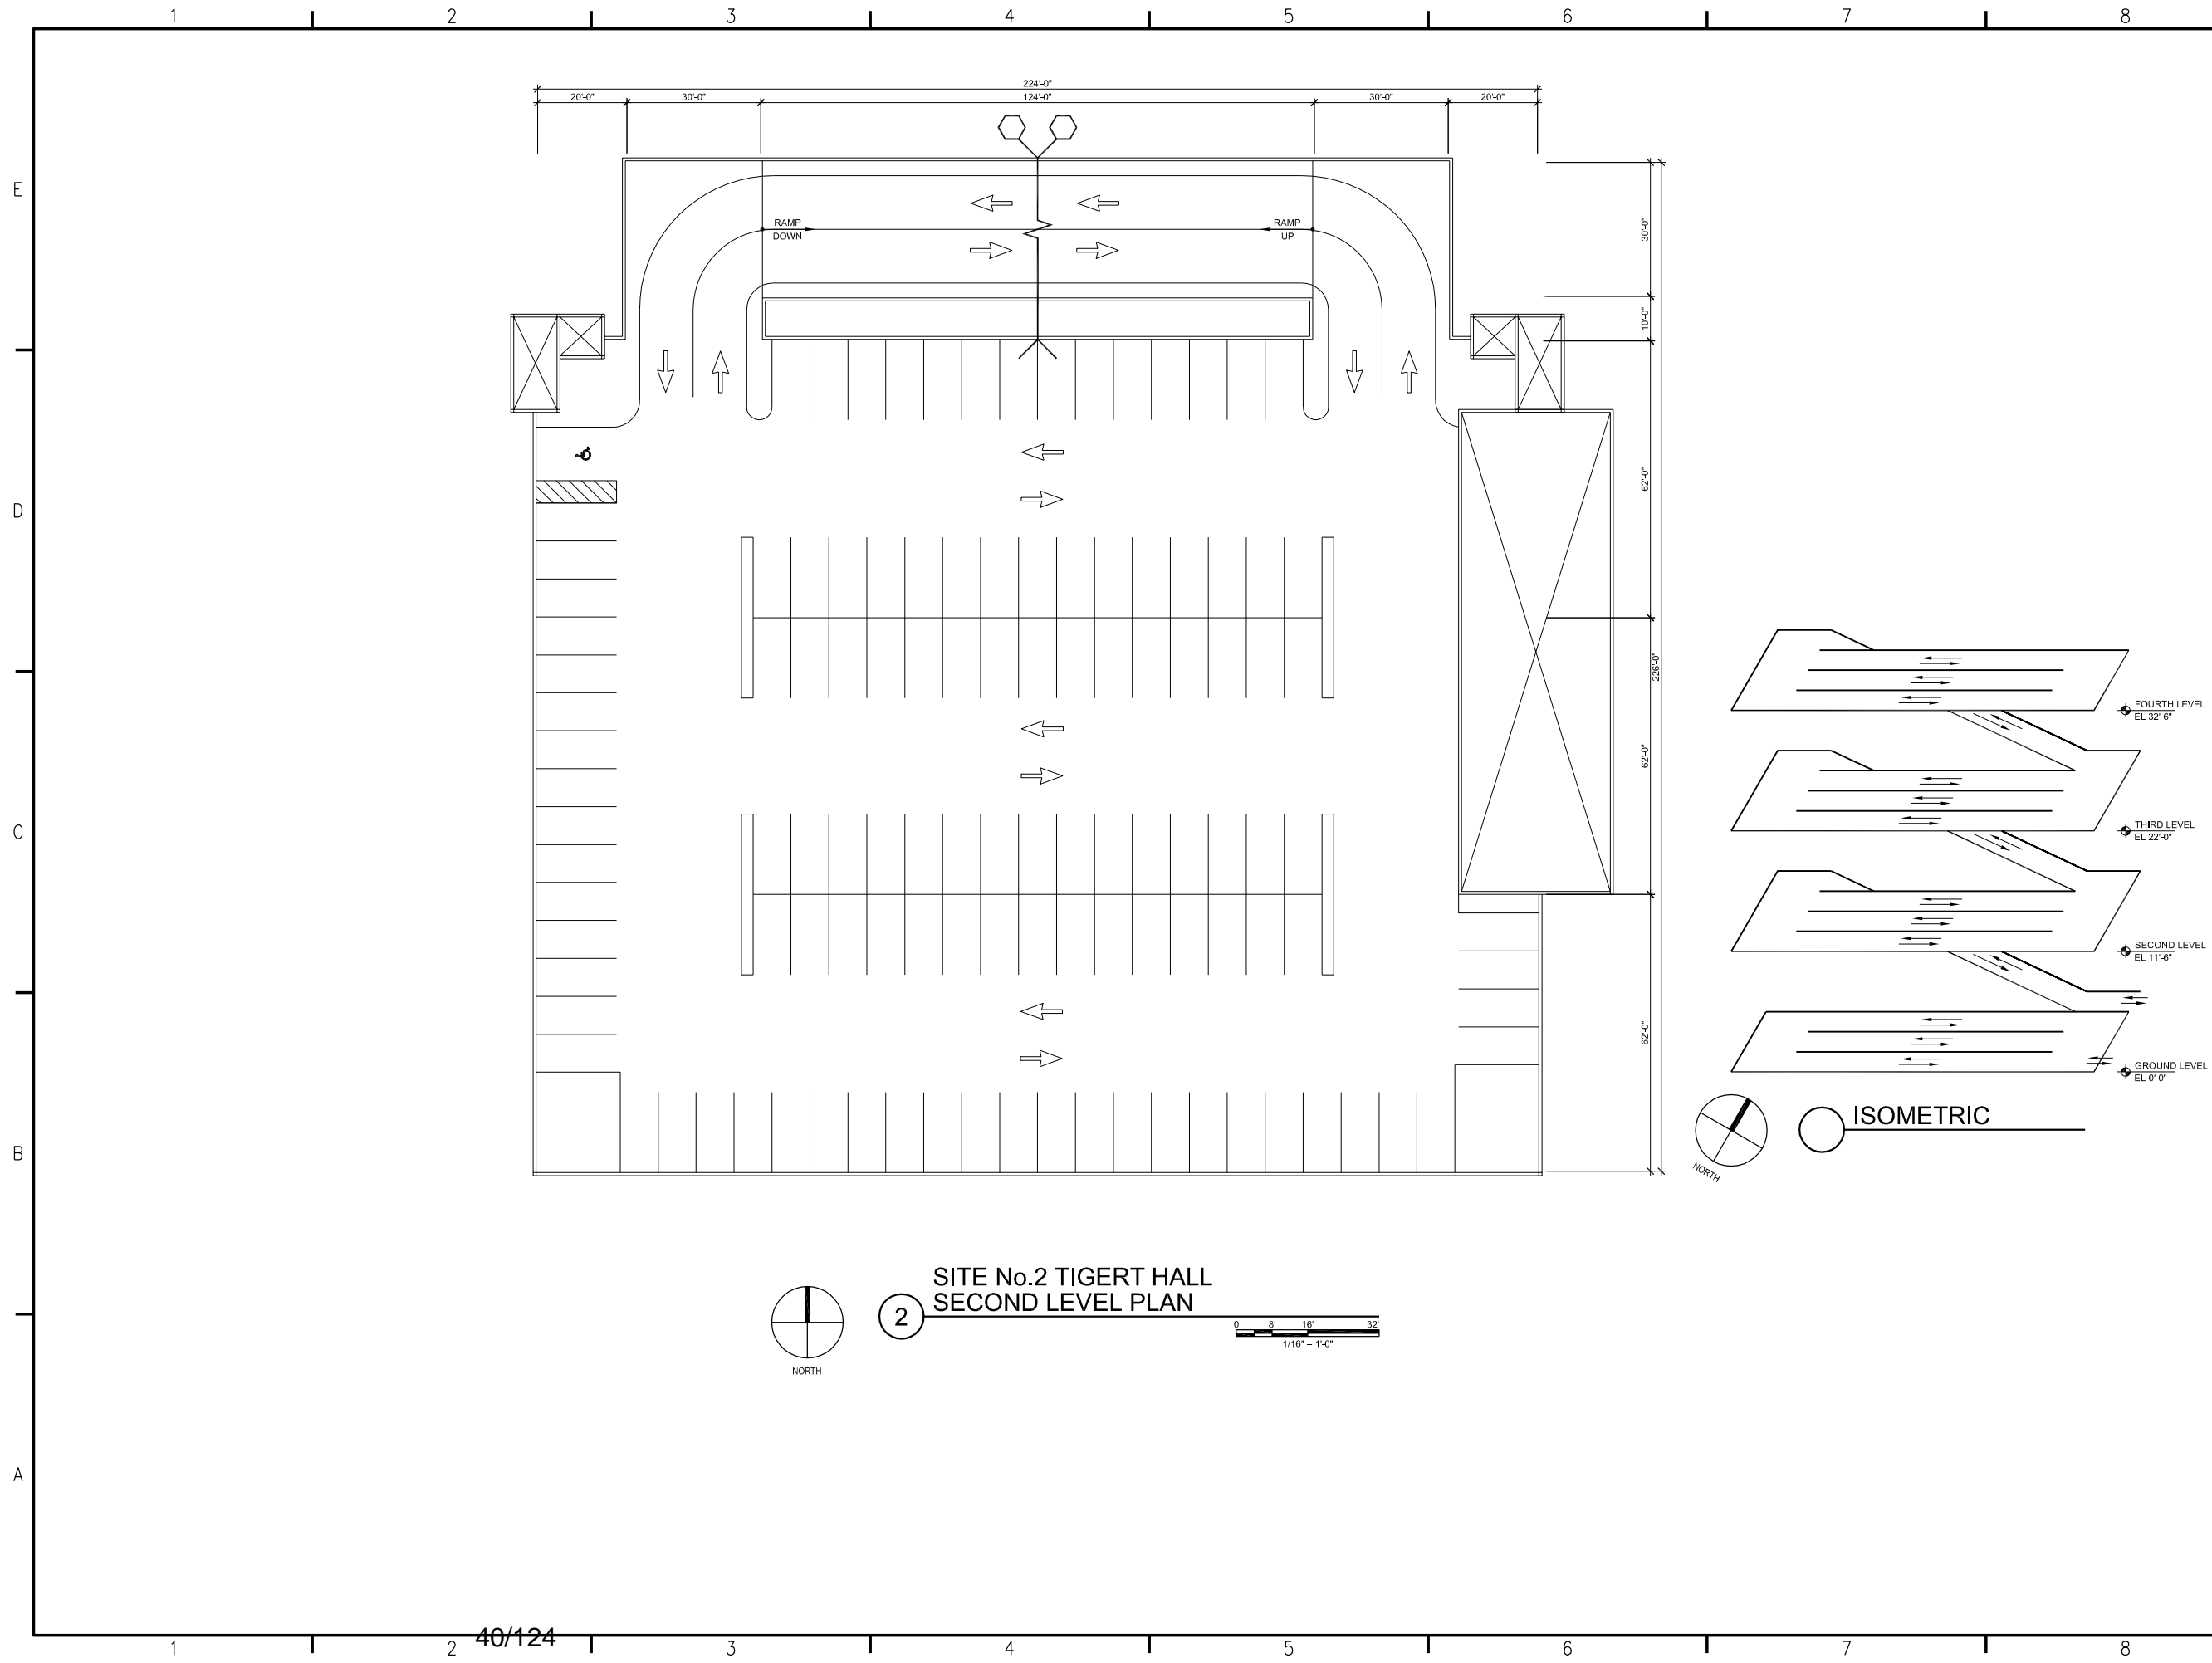 1 2 3 4 5 6 7 8
224'-0"
20'-0" 30'-0" 124'-0" 30'-0" 20'-0"
E
RAMP
DOWN
RAMP
UP
30'-0"
10'-0"
62'-0"
D
226'-0"
62'-0"
C
62'-0"
FOURTH LEVEL
EL 32'-6"
THIRD LEVEL
EL 22'-0"
SECOND LEVEL
EL 11'-6"
GROUND LEVEL
EL 0'-0"
NORTH
ISOMETRIC
B
SITE No.2 TIGERT HALL
2 SECOND LEVEL PLAN
0 8' 16' 32'
1/16" = 1'-0"
NORTH
A
40/124
1 2 3 4 5 6 7 8